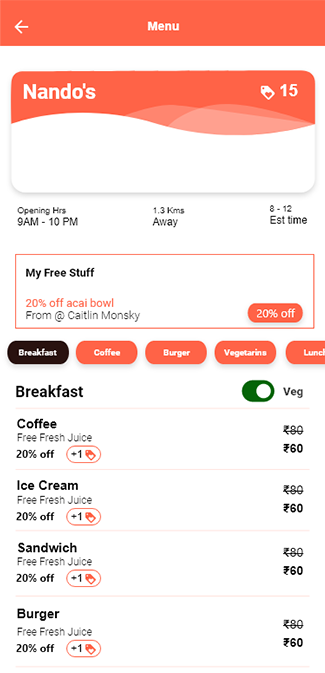 Menu
Nando's
15
Opening Hrs
9AM - 10 PM
1.3 Kms
Away
8 - 12
Est time
My Free Stuff
20% off acai bowl
From @ Caitlin Monsky
20% off
Breakfast
Coffee
Burger
Vegetarins
Lunch
Breakfast
Veg
Coffee
Free Fresh Juice
20% off +1
₹80
₹60
Ice Cream
Free Fresh Juice
20% off +1
₹80
₹60
Sandwich
Free Fresh Juice
20% off +1
₹80
₹60
Burger
Free Fresh Juice
20% off +1
₹80
₹60